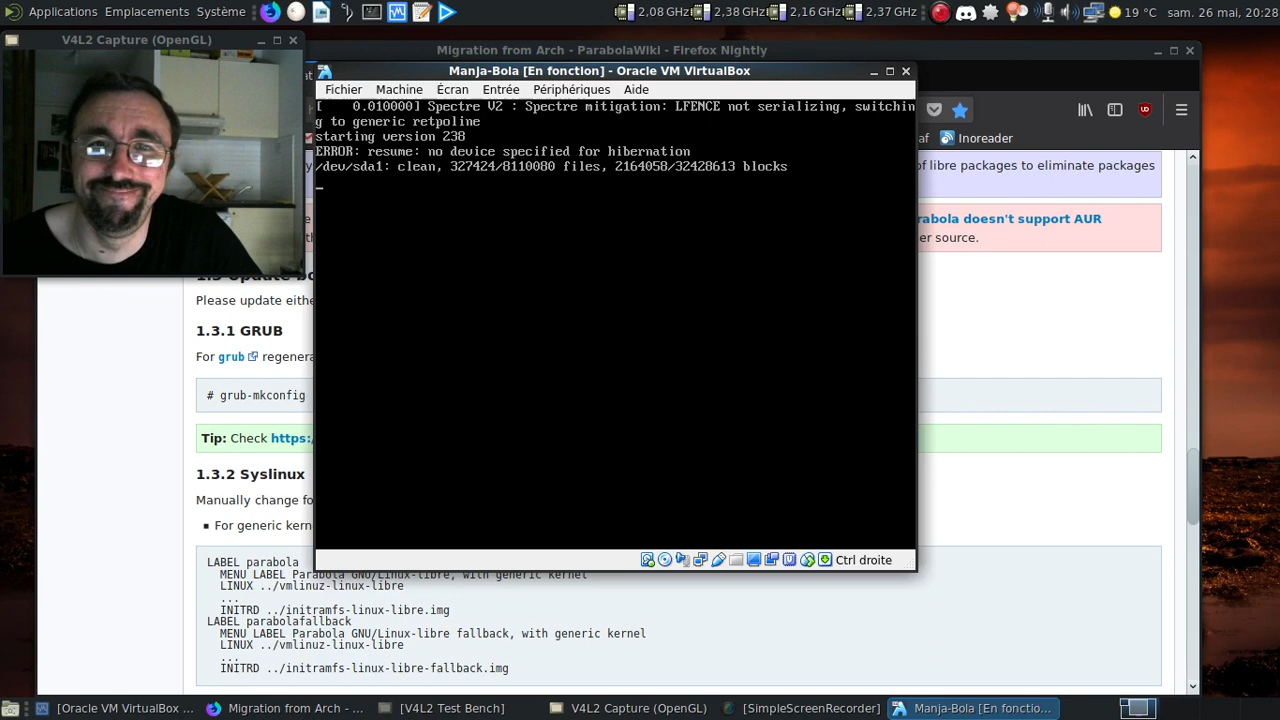 Applications Emplacements Système
2,08 GHz 2,38 GHz 2,16 GHz 2,37 GHz 19 °C sam. 26 mai, 20:28
V4L2 Capture (OpenGL)
Migration from Arch - ParabolaWiki - Firefox Nightly
Manja-Bola [En fonction] - Oracle VM VirtualBox
Fichier Machine Écran Entrée Périphériques Aide
[    0.010000] Spectre V2 : Spectre mitigation: LFENCE not serializing, switchin
g to generic retpoline
starting version 238
ERROR: resume: no device specified for hibernation
/dev/sda1: clean, 327424/8110080 files, 2164058/32428613 blocks
Inoreader
of libre packages to eliminate packages
rabola doesn't support AUR
er source.
Please update
1.3.1 GRUB
For grub
# grub-mkconfig
Tip: Check https:/
1.3.2 Syslinux
Manually change
For generic
LABEL parabola
MENU LABEL Parabola GNU/Linux-libre, with generic kernel
LINUX ../vmlinuz-linux-libre
...
INITRD ../initramfs-linux-libre.img
LABEL parabolafallback
MENU LABEL Parabola GNU/Linux-libre fallback, with generic kernel
LINUX ../vmlinuz-linux-libre
...
INITRD ../initramfs-linux-libre-fallback.img
Ctrl droite
[Oracle VM VirtualBox ... Migration from Arch - ... [V4L2 Test Bench] V4L2 Capture (OpenGL) [SimpleScreenRecorder] Manja-Bola [En fonctio...